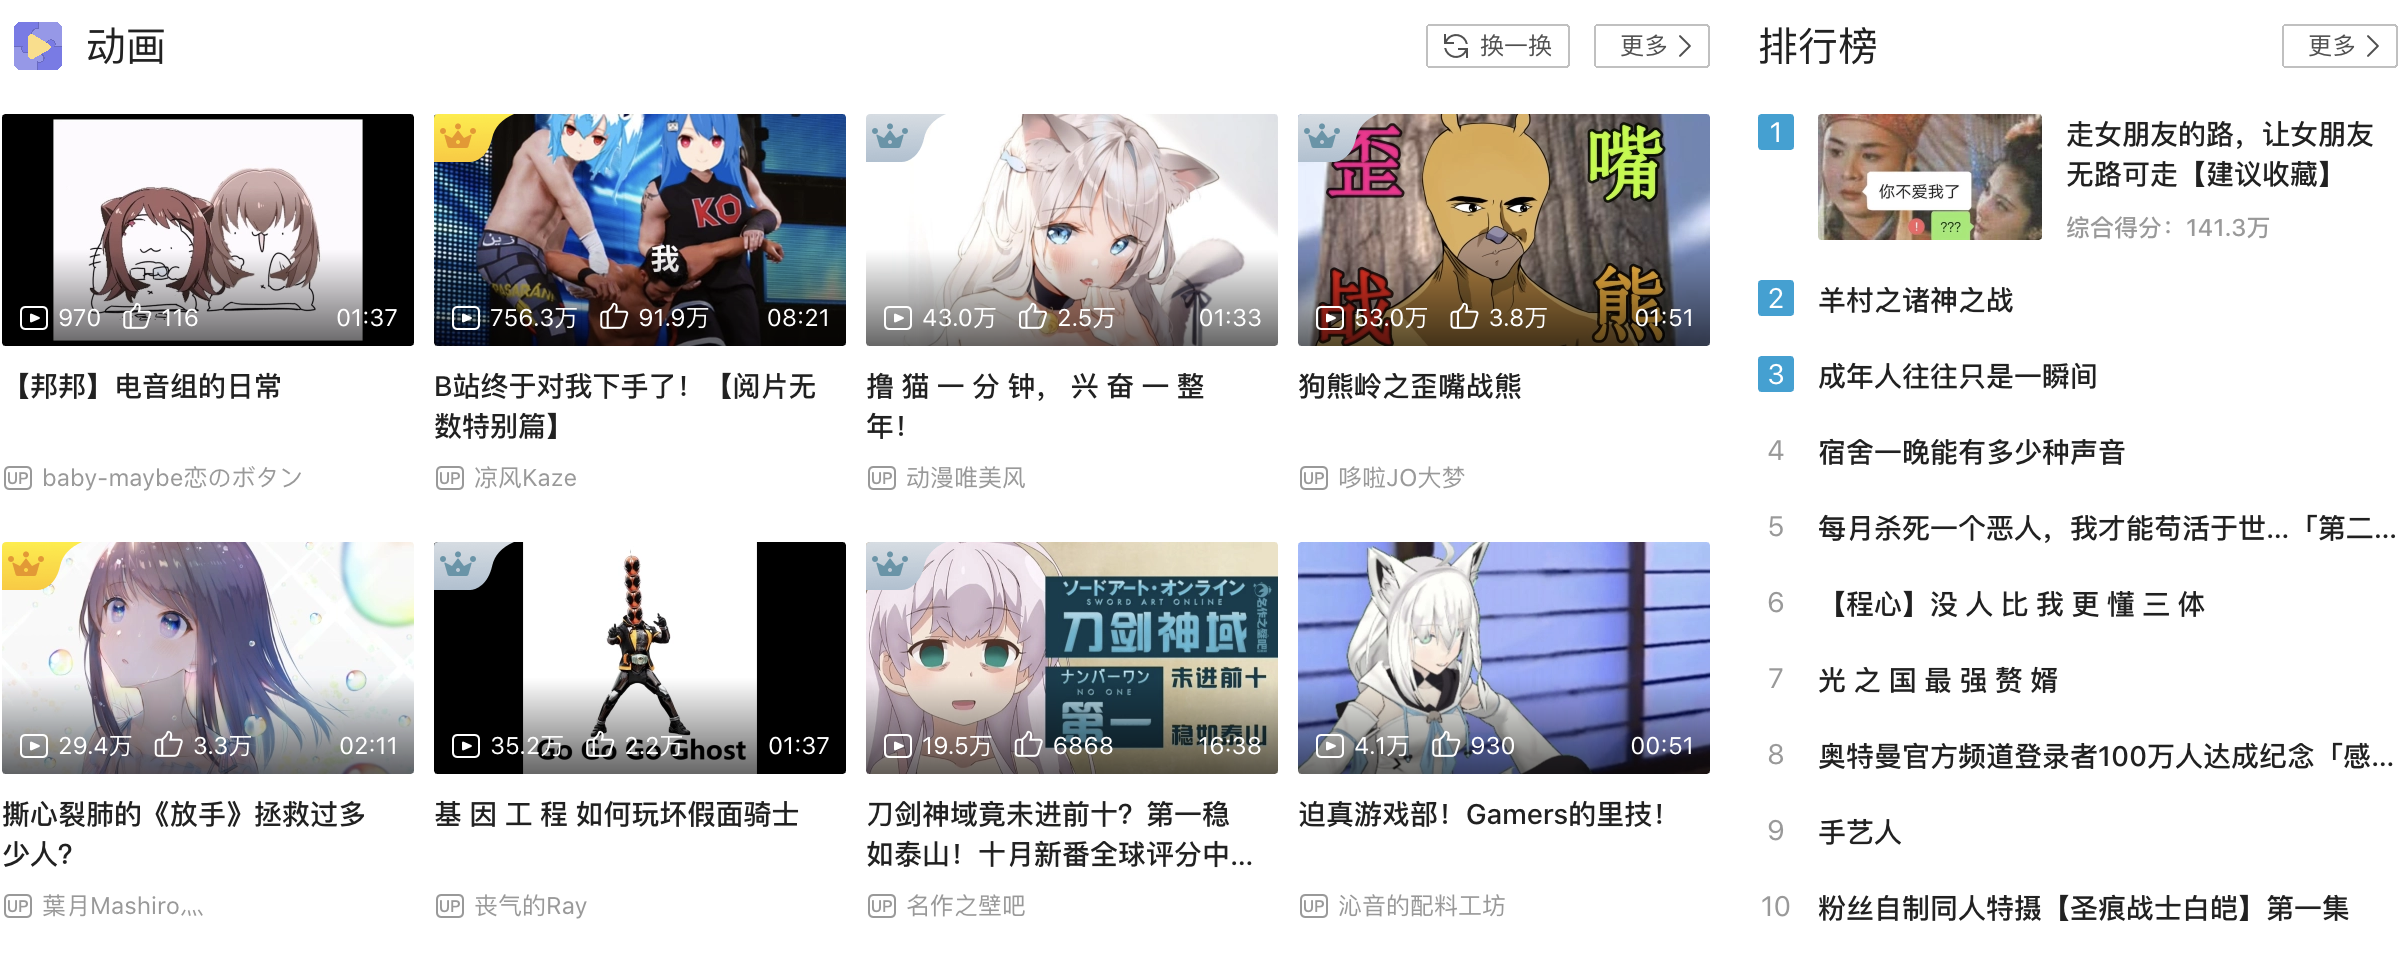 动画
换一换
更多
970 116 01:37
【邦邦】电音组的日常
UP baby-maybe恋のボタン
KO
我
756.3万 91.9万 08:21
B站终于对我下手了！【阅片无
数特别篇】
UP 凉风Kaze
43.0万 2.5万 01:33
撸 猫 一 分 钟， 兴 奋 一 整
年！
UP 动漫唯美风
歪 嘴
战 熊
53.0万 3.8万 01:51
狗熊岭之歪嘴战熊
UP 哆啦JO大梦
29.4万 3.3万 02:11
撕心裂肺的《放手》拯救过多
少人?
UP 葉月Mashiro灬
Go Go Go Ghost
35.2万 2.2万 01:37
基 因 工 程 如何玩坏假面骑士
UP 丧气的Ray
ソードアート・オンライン
SWORD ART ONLINE
刀剑神域
名作之壁吧
ナンバーワン
NO ONE
第一
未进前十
稳如泰山
19.5万 6868 16:38
刀剑神域竟未进前十？第一稳
如泰山！十月新番全球评分中...
UP 名作之壁吧
4.1万 930 00:51
迫真游戏部！Gamers的里技！
UP 沁音的配料工坊
排行榜
更多
1
你不爱我了
! ???
走女朋友的路，让女朋友
无路可走【建议收藏】
综合得分：141.3万
2 羊村之诸神之战
3 成年人往往只是一瞬间
4 宿舍一晚能有多少种声音
5 每月杀死一个恶人，我才能苟活于世...「第二...
6 【程心】没 人 比 我 更 懂 三 体
7 光 之 国 最 强 赘 婿
8 奥特曼官方频道登录者100万人达成纪念「感...
9 手艺人
10 粉丝自制同人特摄【圣痕战士白皑】第一集